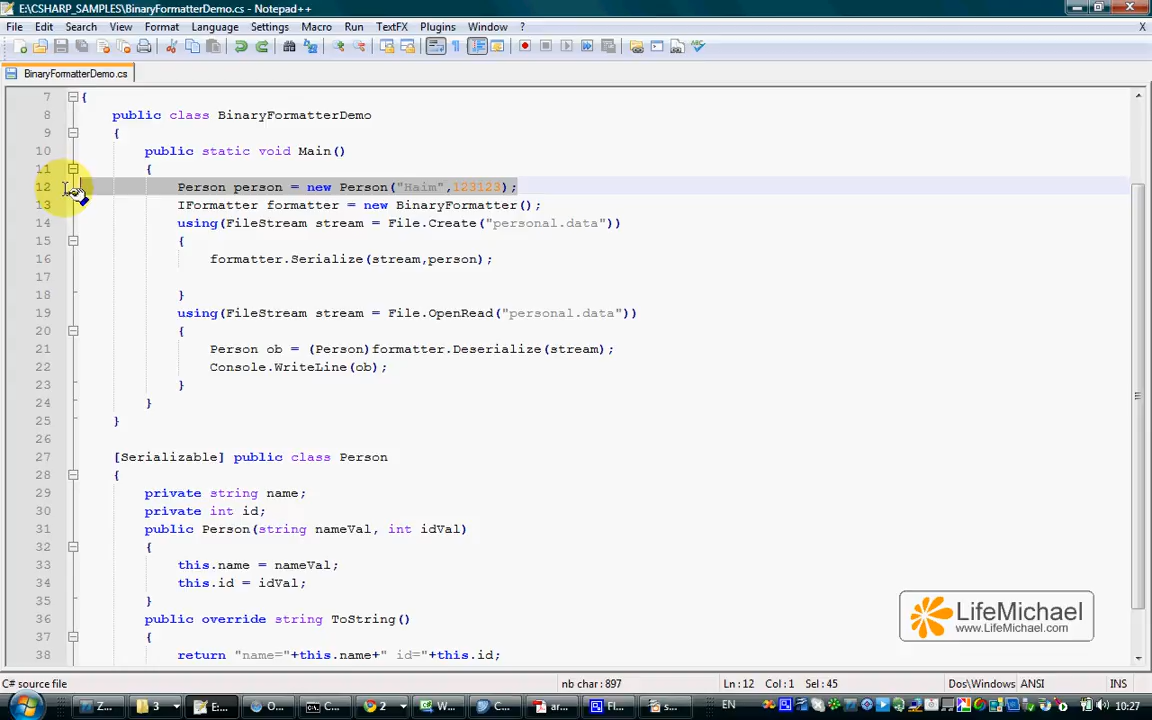 E:\CSHARP_SAMPLES\BinaryFormatterDemo.cs - Notepad++
File Edit Search View Format Language Settings Macro Run TextFX Plugins Window ? X
BinaryFormatterDemo.cs
7 {
8 public class BinaryFormatterDemo
9 {
10 public static void Main()
11 {
12 Person person = new Person("Haim",123123);
13 IFormatter formatter = new BinaryFormatter();
14 using(FileStream stream = File.Create("personal.data"))
15 {
16 formatter.Serialize(stream,person);
17
18 }
19 using(FileStream stream = File.OpenRead("personal.data"))
20 {
21 Person ob = (Person)formatter.Deserialize(stream);
22 Console.WriteLine(ob);
23 }
24 }
25 }
26
27 [Serializable] public class Person
28 {
29 private string name;
30 private int id;
31 public Person(string nameVal, int idVal)
32 {
33 this.name = nameVal;
34 this.id = idVal;
35 }
36 public override string ToString()
37 {
38 return "name="+this.name+" id="+this.id;
LifeMichael
www.LifeMichael.com
C# source file nb char: 897 Ln: 12 Col: 1 Sel: 45 Dos\Windows ANSI INS
Z... 3 E:... O... C... 2 W... C... ar... Fl... s... EN 10:27